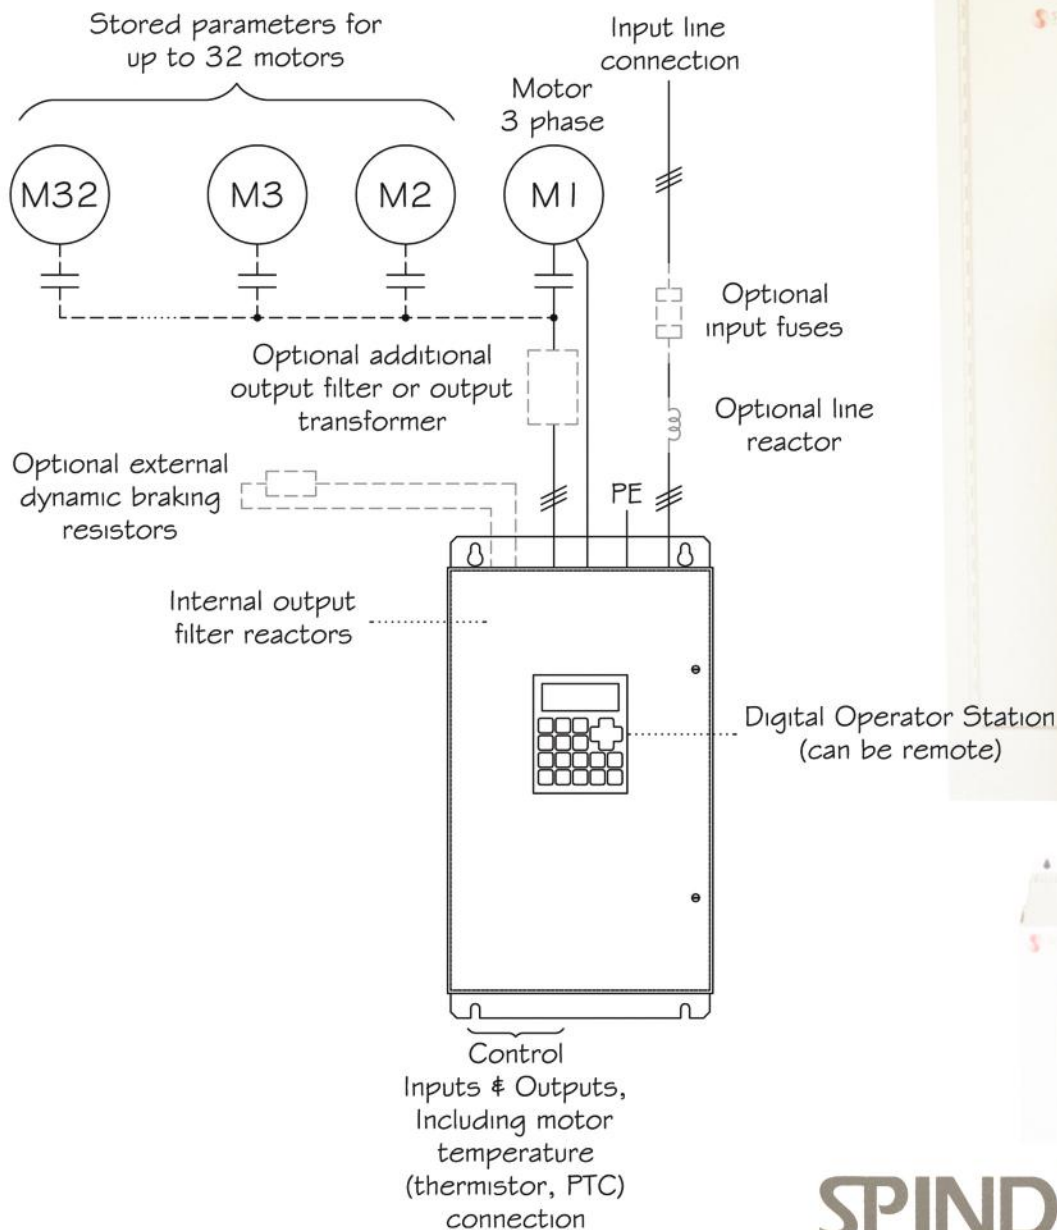 Stored parameters for
up to 32 motors
Input line
connection
Motor
3 phase
M32
M3
M2
M1
Optional
input fuses
Optional additional
output filter or output
transformer
Optional line
reactor
Optional external
dynamic braking
resistors
PE
Internal output
filter reactors
Digital Operator Station
(can be remote)
Control
Inputs & Outputs,
Including motor
temperature
(thermistor, PTC)
connection
SPIND